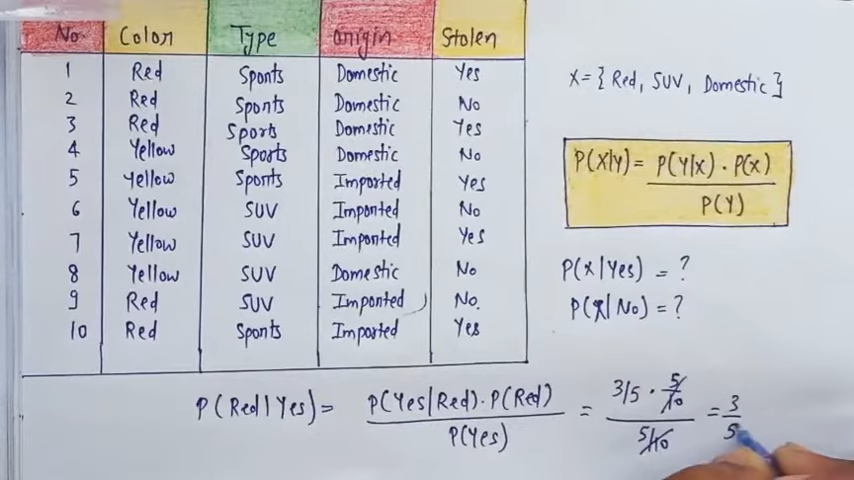 No. Color Type Origin Stolen
1 Red Sports Domestic Yes
2 Red Sports Domestic No
3 Red Sports Domestic Yes
4 Yellow Sports Domestic No
5 Yellow Sports Imported Yes
6 Yellow SUV Imported No
7 Yellow SUV Imported Yes
8 Yellow SUV Domestic No
9 Red SUV Imported No.
10 Red Sports Imported Yes
X = { Red, SUV, Domestic }
P(X|Y) = P(Y|X) . P(X) / P(Y)
P(X|Yes) = ?
P(X|No) = ?
P(Red|Yes) = P(Yes|Red) . P(Red) / P(Yes) = 3/5 . 5/10 / 5/10 = 3/5